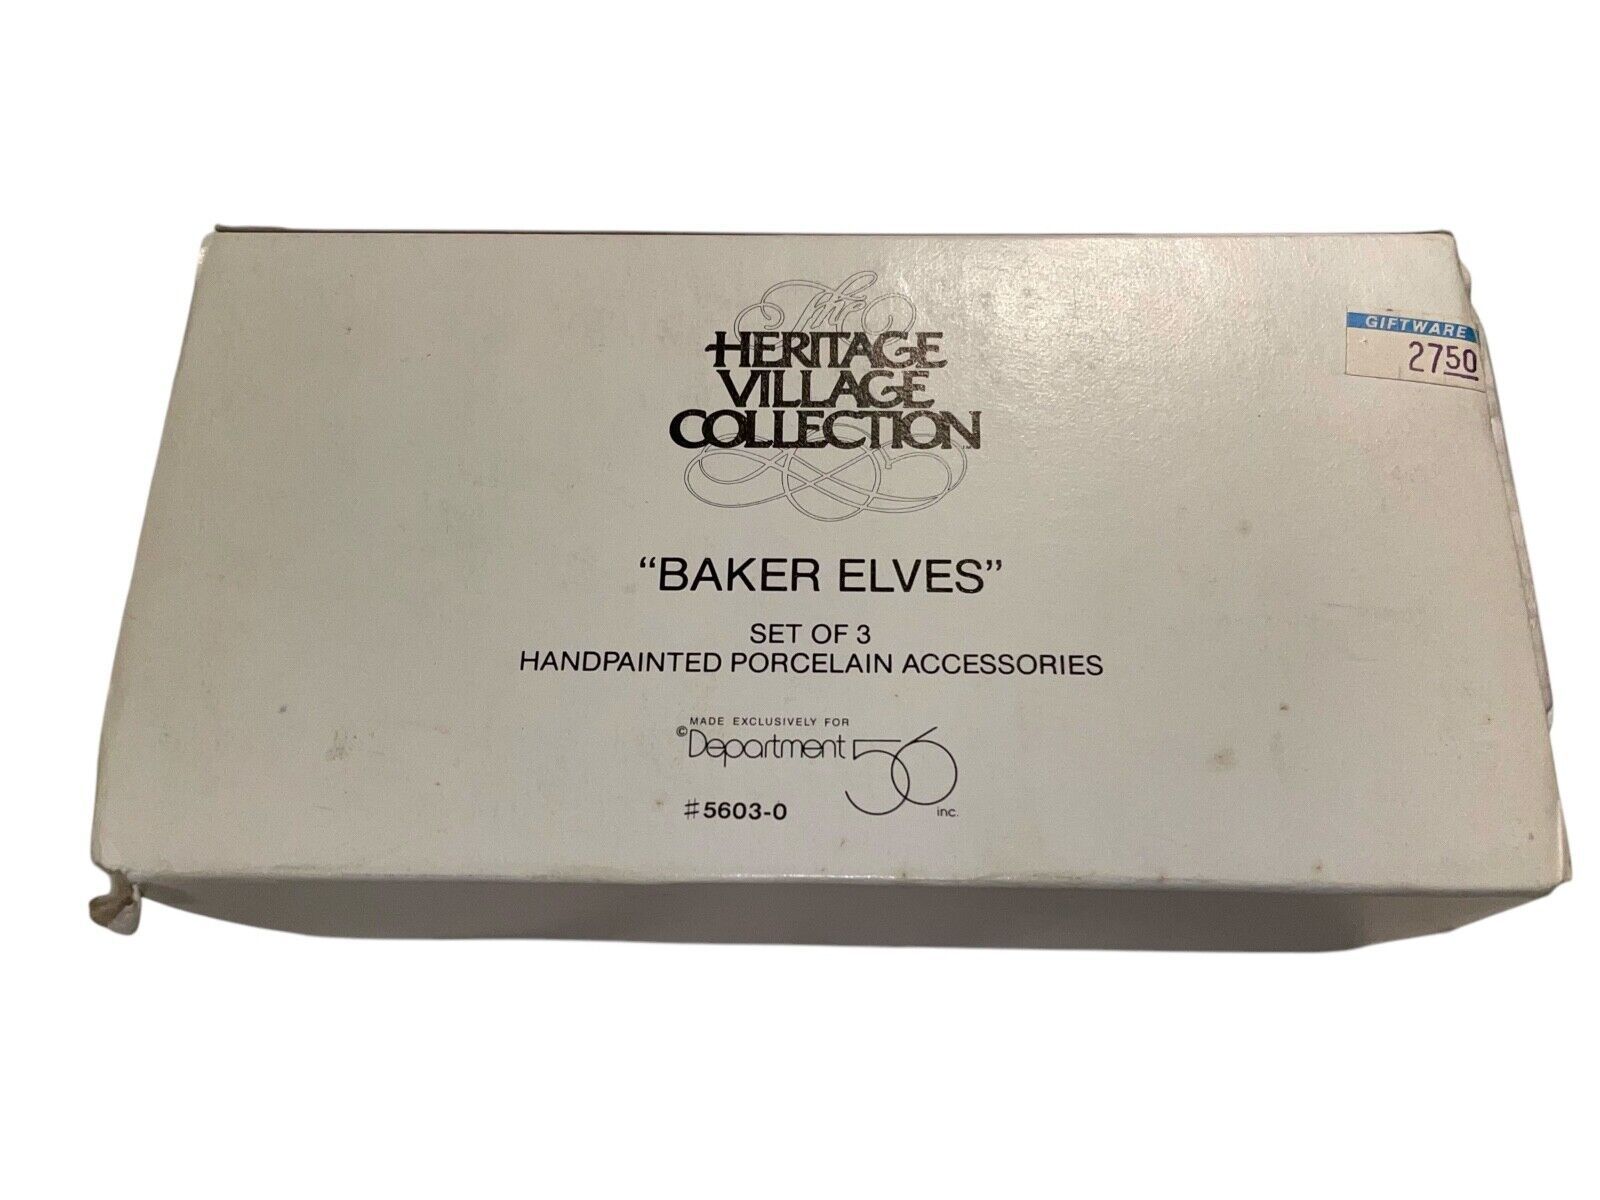 The
HERITAGE
VILLAGE
COLLECTION
GIFTWARE
2750
“BAKER ELVES”
SET OF 3
HANDPAINTED PORCELAIN ACCESSORIES
MADE EXCLUSIVELY FOR
©Department 56
inc.
#5603-0